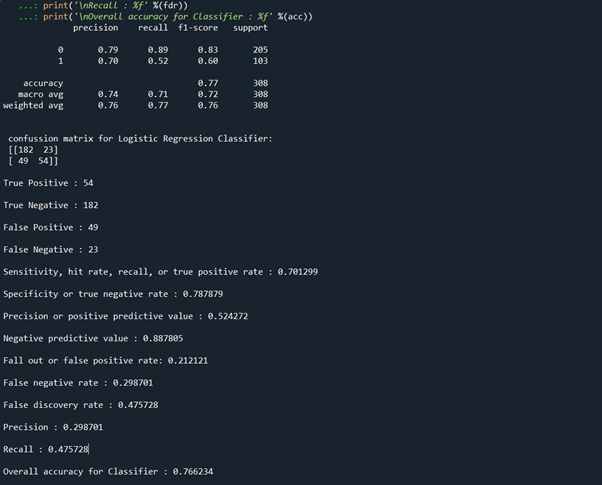 ...: print('\nRecall : %f' %(fdr))
...: print('\nOverall accuracy for Classifier : %f' %(acc))
precision recall f1-score support
0 0.79 0.89 0.83 205
1 0.70 0.52 0.60 103
accuracy 0.77 308
macro avg 0.74 0.71 0.72 308
weighted avg 0.76 0.77 0.76 308
confussion matrix for Logistic Regression Classifier:
[[182 23]
[ 49 54]]
True Positive : 54
True Negative : 182
False Positive : 49
False Negative : 23
Sensitivity, hit rate, recall, or true positive rate : 0.701299
Specificity or true negative rate : 0.787879
Precision or positive predictive value : 0.524272
Negative predictive value : 0.887805
Fall out or false positive rate: 0.212121
False negative rate : 0.298701
False discovery rate : 0.475728
Precision : 0.298701
Recall : 0.475728
Overall accuracy for Classifier : 0.766234